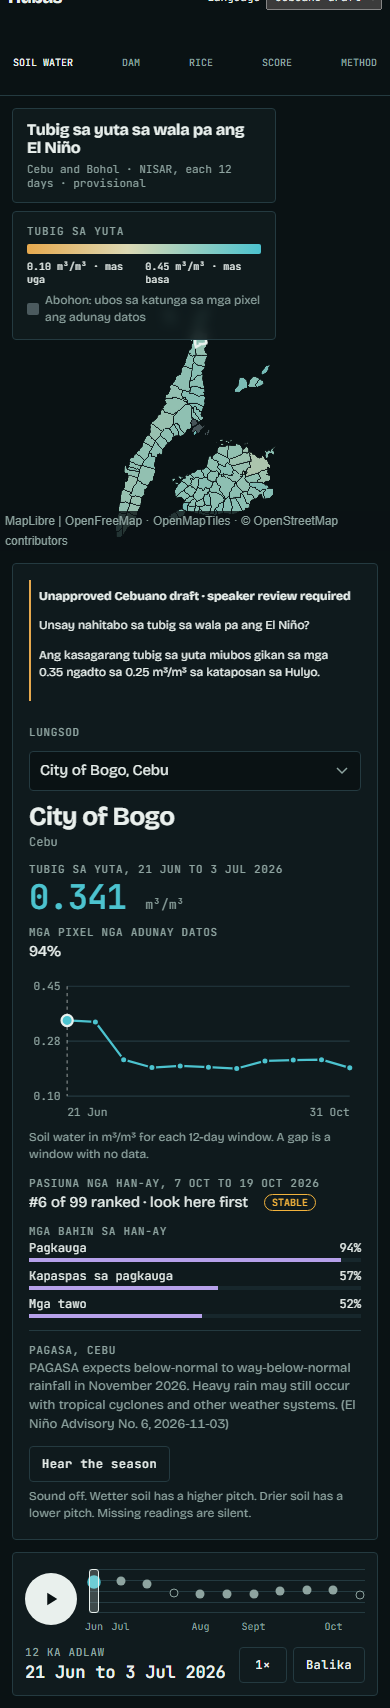 Hubas
Language
Cebuano draft
SOIL WATER
DAM
RICE
SCORE
METHOD
Tubig sa yuta sa wala pa ang
El Niño
Cebu and Bohol · NISAR, each 12
days · provisional
TUBIG SA YUTA
0.10 m³/m³ · mas
uga
0.45 m³/m³ · mas
basa
Abohon: ubos sa katunga sa mga pixel
ang adunay datos
MapLibre | OpenFreeMap · OpenMapTiles · © OpenStreetMap
contributors
Unapproved Cebuano draft · speaker review required
Unsay nahitabo sa tubig sa wala pa ang El Niño?
Ang kasagarang tubig sa yuta miubos gikan sa mga
0.35 ngadto sa 0.25 m³/m³ sa kataposan sa Hulyo.
LUNGSOD
City of Bogo, Cebu
City of Bogo
Cebu
TUBIG SA YUTA, 21 JUN TO 3 JUL 2026
0.341 m³/m³
MGA PIXEL NGA ADUNAY DATOS
94%
0.45
0.28
0.10
21 Jun
31 Oct
Soil water in m³/m³ for each 12-day window. A gap is a
window with no data.
PASIUNA NGA HAN-AY, 7 OCT TO 19 OCT 2026
#6 of 99 ranked · look here first
STABLE
MGA BAHIN SA HAN-AY
Pagkauga 94%
Kapaspas sa pagkauga 57%
Mga tawo 52%
PAGASA, CEBU
PAGASA expects below-normal to way-below-normal
rainfall in November 2026. Heavy rain may still occur
with tropical cyclones and other weather systems. (El
Niño Advisory No. 6, 2026-11-03)
Hear the season
Sound off. Wetter soil has a higher pitch. Drier soil has a
lower pitch. Missing readings are silent.
Jun Jul Aug Sept Oct
12 KA ADLAW
21 Jun to 3 Jul 2026
1×
Balika